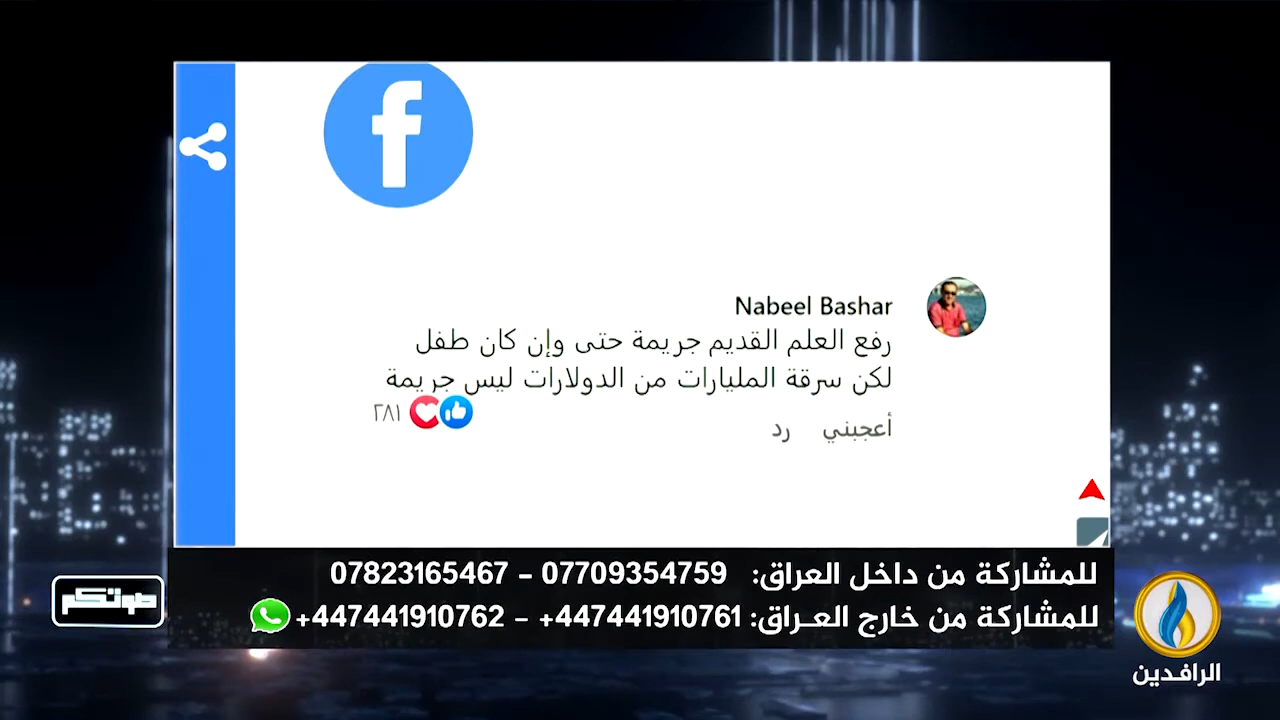 f
Nabeel Bashar
رفع العلم القديم جريمة حتى وإن كان طفل
لكن سرقة المليارات من الدولارات ليس جريمة
٢٨١
أعجبني رد
للمشاركة من داخل العراق: 07709354759 - 07823165467
للمشاركة من خارج العراق: 447441910761+ - 447441910762+
صوتكم
الرافدين